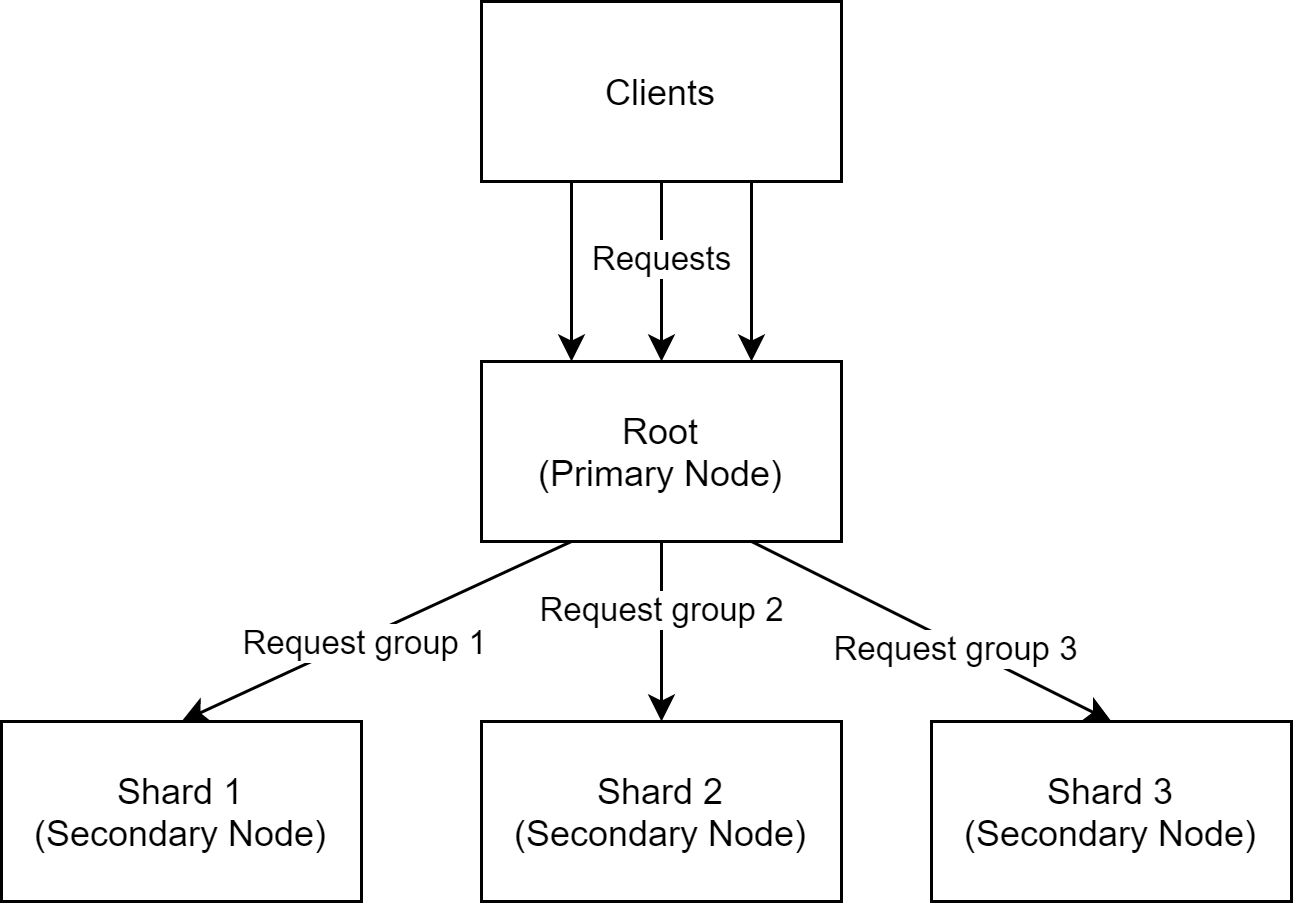 Clients
Requests
Root
(Primary Node)
Request group 1
Request group 2
Request group 3
Shard 1
(Secondary Node)
Shard 2
(Secondary Node)
Shard 3
(Secondary Node)